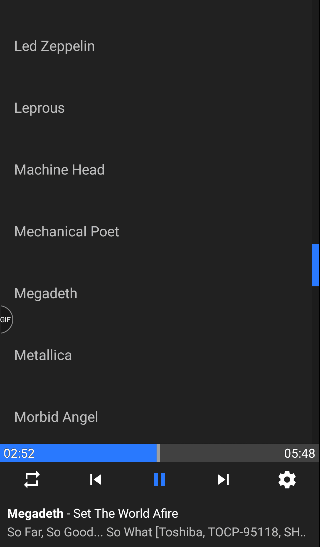 Led Zeppelin
Leprous
Machine Head
Mechanical Poet
Megadeth
GIF
Metallica
Morbid Angel
02:52 05:48
Megadeth - Set The World Afire
So Far, So Good... So What [Toshiba, TOCP-95118, SH..